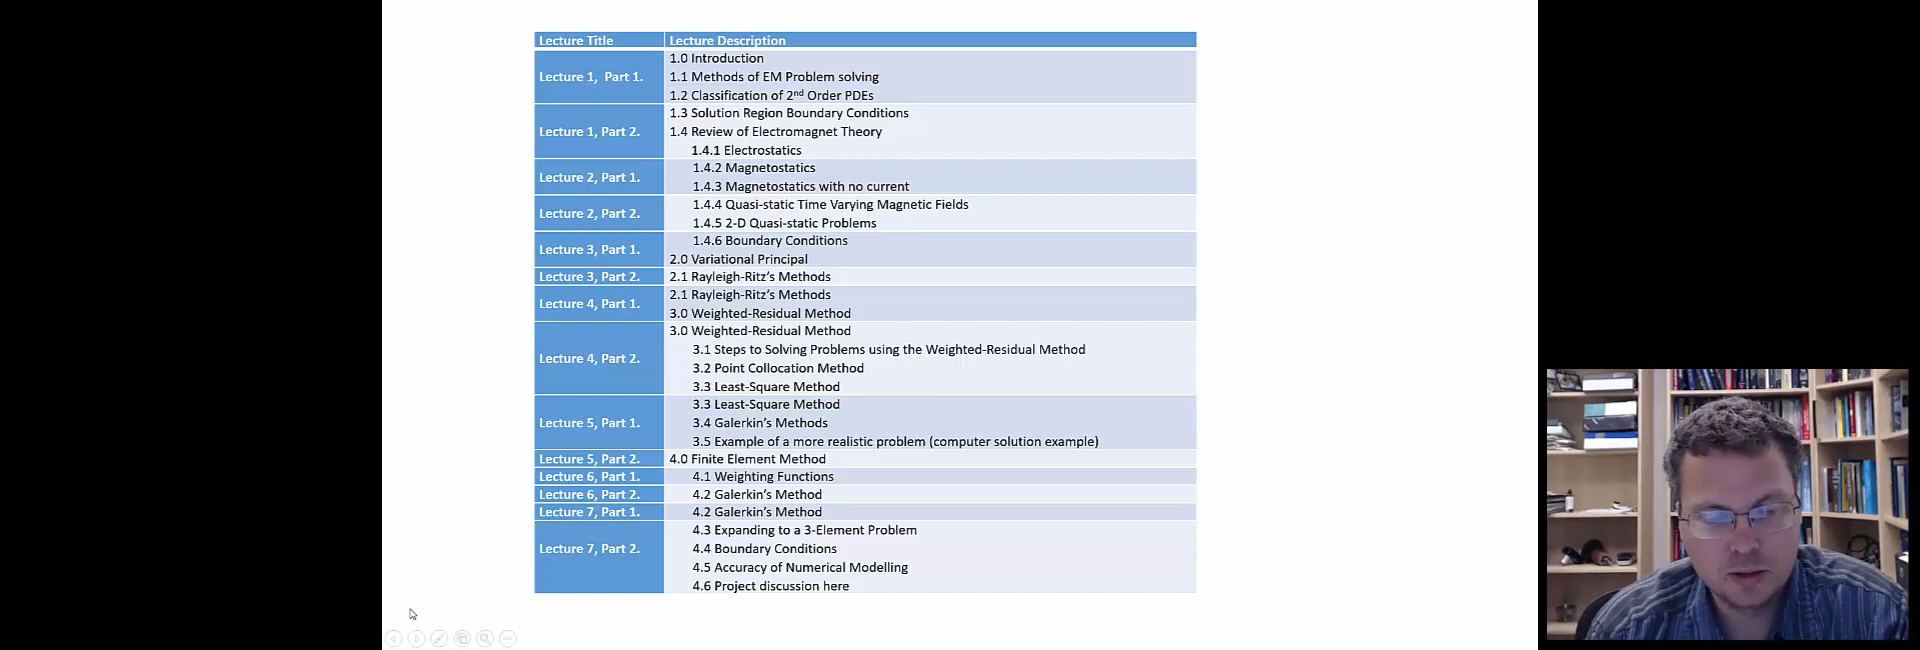 Lecture Title Lecture Description
Lecture 1, Part 1.
1.0 Introduction
1.1 Methods of EM Problem solving
1.2 Classification of 2nd Order PDEs
Lecture 1, Part 2.
1.3 Solution Region Boundary Conditions
1.4 Review of Electromagnet Theory
1.4.1 Electrostatics
Lecture 2, Part 1.
1.4.2 Magnetostatics
1.4.3 Magnetostatics with no current
Lecture 2, Part 2.
1.4.4 Quasi-static Time Varying Magnetic Fields
1.4.5 2-D Quasi-static Problems
Lecture 3, Part 1.
1.4.6 Boundary Conditions
2.0 Variational Principal
Lecture 3, Part 2.
2.1 Rayleigh-Ritz's Methods
Lecture 4, Part 1.
2.1 Rayleigh-Ritz's Methods
3.0 Weighted-Residual Method
Lecture 4, Part 2.
3.0 Weighted-Residual Method
3.1 Steps to Solving Problems using the Weighted-Residual Method
3.2 Point Collocation Method
3.3 Least-Square Method
Lecture 5, Part 1.
3.3 Least-Square Method
3.4 Galerkin's Methods
3.5 Example of a more realistic problem (computer solution example)
Lecture 5, Part 2.
4.0 Finite Element Method
Lecture 6, Part 1.
4.1 Weighting Functions
Lecture 6, Part 2.
4.2 Galerkin's Method
Lecture 7, Part 1.
4.2 Galerkin's Method
Lecture 7, Part 2.
4.3 Expanding to a 3-Element Problem
4.4 Boundary Conditions
4.5 Accuracy of Numerical Modelling
4.6 Project discussion here